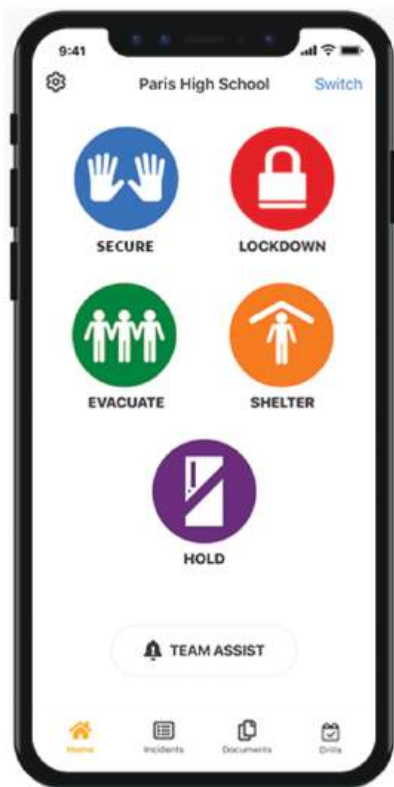 9:41
Paris High School Switch
SECURE LOCKDOWN
EVACUATE SHELTER
HOLD
TEAM ASSIST
Home Incidents Documents Drills